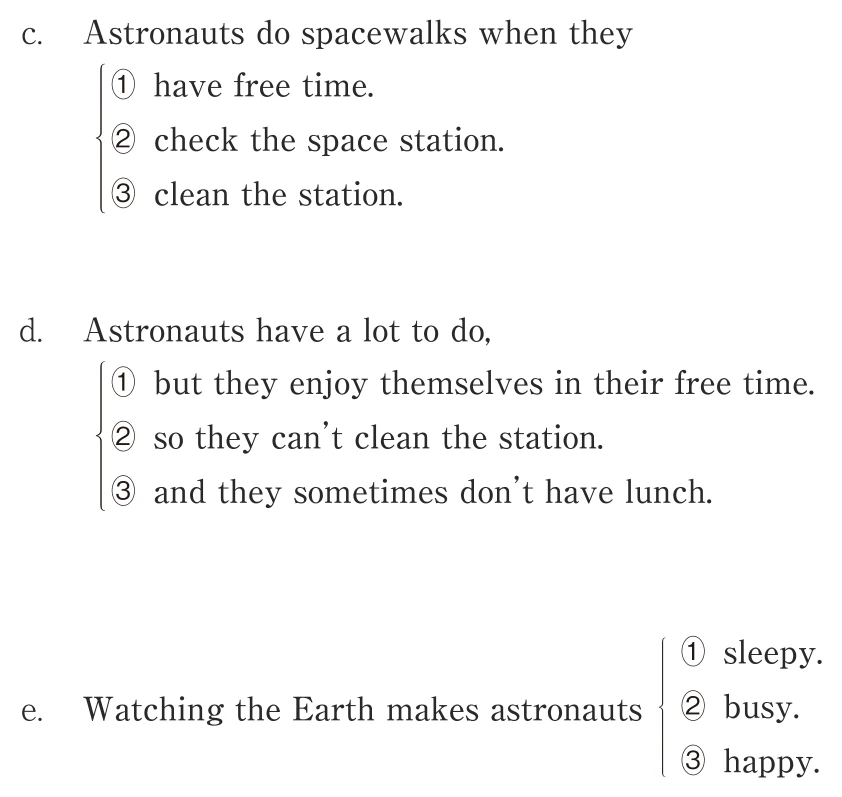 c. Astronauts do spacewalks when they
① have free time.
② check the space station.
③ clean the station.
d. Astronauts have a lot to do,
① but they enjoy themselves in their free time.
② so they can't clean the station.
③ and they sometimes don't have lunch.
e. Watching the Earth makes astronauts
① sleepy.
② busy.
③ happy.